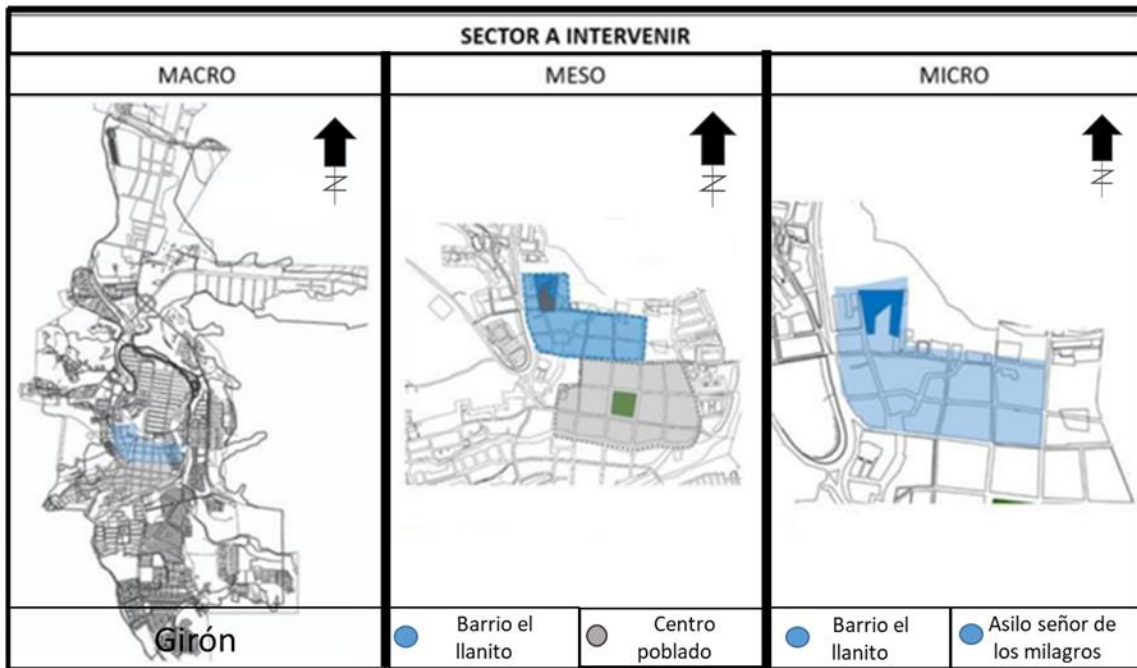 SECTOR A INTERVENIR
MACRO
MESO
MICRO
N
N
N
Girón
Barrio el
llanito
Centro
poblado
Barrio el
llanito
Asilo señor de
los milagros